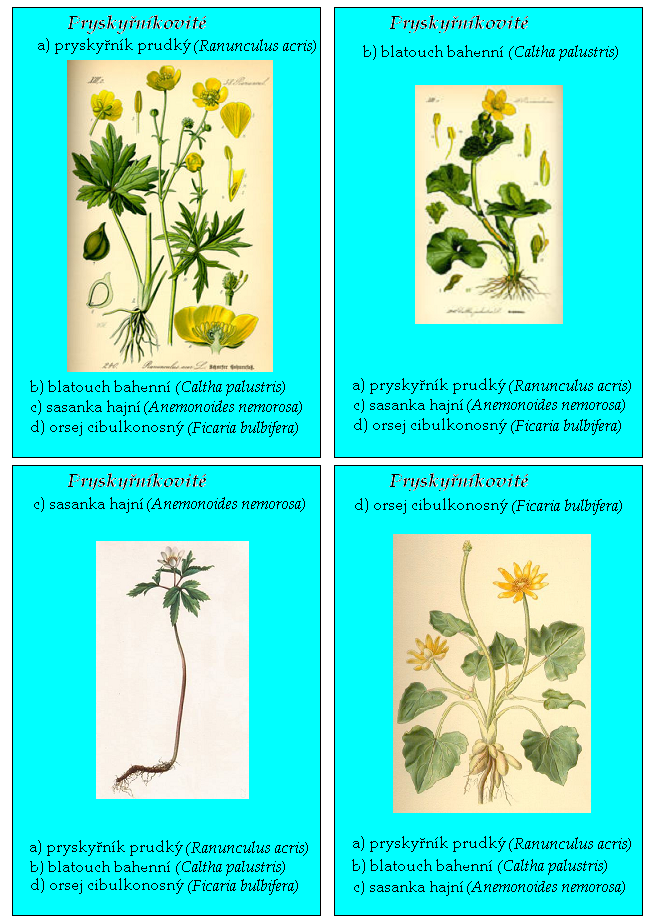 Pryskyřníkovité
a) pryskyřník prudký (Ranunculus acris)
b) blatouch bahenní (Caltha palustris)
c) sasanka hajní (Anemonoides nemorosa)
d) orsej cibulkonosný (Ficaria bulbifera)
Pryskyřníkovité
b) blatouch bahenní (Caltha palustris)
a) pryskyřník prudký (Ranunculus acris)
c) sasanka hajní (Anemonoides nemorosa)
d) orsej cibulkonosný (Ficaria bulbifera)
Pryskyřníkovité
c) sasanka hajní (Anemonoides nemorosa)
a) pryskyřník prudký (Ranunculus acris)
b) blatouch bahenní (Caltha palustris)
d) orsej cibulkonosný (Ficaria bulbifera)
Pryskyřníkovité
d) orsej cibulkonosný (Ficaria bulbifera)
a) pryskyřník prudký (Ranunculus acris)
b) blatouch bahenní (Caltha palustris)
c) sasanka hajní (Anemonoides nemorosa)